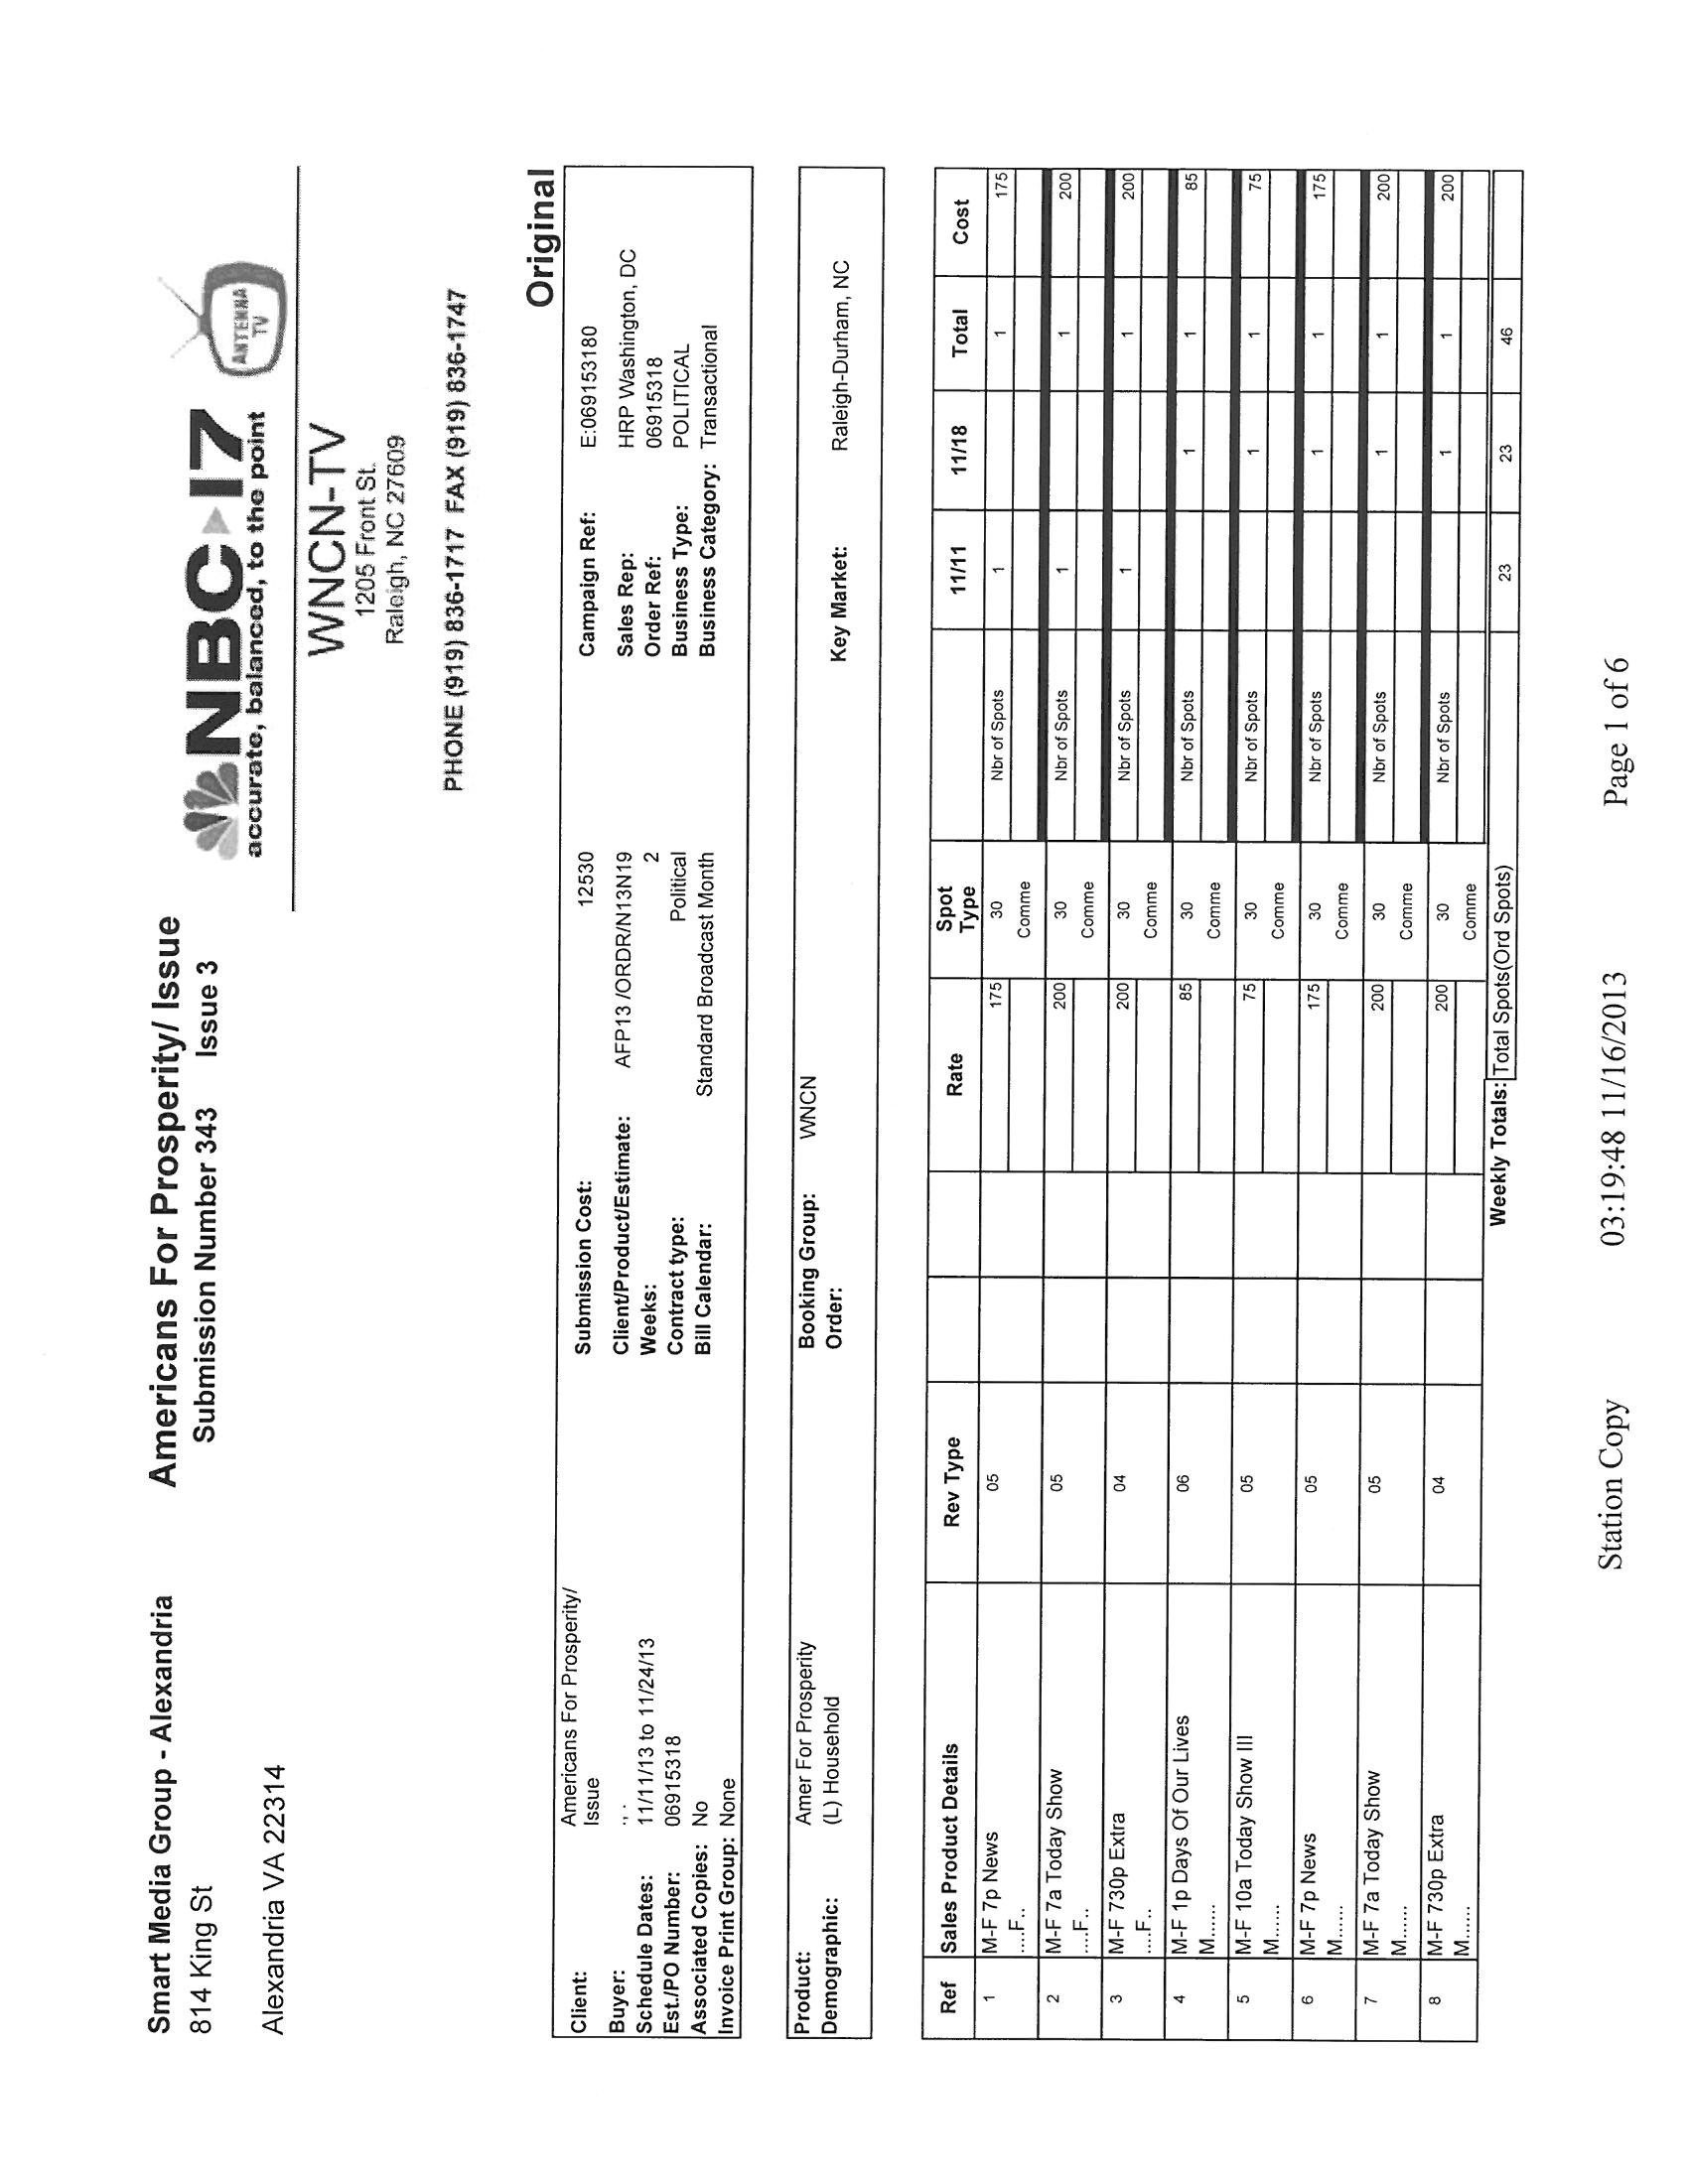 Smart Media Group - Alexandria
814 King St
Alexandria VA 22314
Americans For Prosperity/ Issue
Submission Number 343 Issue 3
NBC 17
accurate, balanced, to the point
ANTENNA
TV
WNCN-TV
1205 Front St.
Raleigh, NC 27609
PHONE (919) 836-1717 FAX (919) 836-1747
Original
Client: Americans For Prosperity/
Issue
Buyer: , .
Schedule Dates: 11/11/13 to 11/24/13
Est./PO Number: 06915318
Associated Copies: No
Invoice Print Group: None
Submission Cost: 12530
Client/Product/Estimate: AFP13 /ORDR/N13N19
Weeks: 2
Contract type: Political
Bill Calendar: Standard Broadcast Month
Campaign Ref: E:069153180
Sales Rep: HRP Washington, DC
Order Ref: 06915318
Business Type: POLITICAL
Business Category: Transactional
Product: Amer For Prosperity
Demographic: (L) Household
Booking Group: WNCN
Order:
Key Market: Raleigh-Durham, NC
Ref Sales Product Details Rev Type Rate Spot Type 11/11 11/18 Total Cost
1 M-F 7p News 05 175 30 Nbr of Spots 1 1 175
....F.. Comme
2 M-F 7a Today Show 05 200 30 Nbr of Spots 1 1 200
....F.. Comme
3 M-F 730p Extra 04 200 30 Nbr of Spots 1 1 200
....F.. Comme
4 M-F 1p Days Of Our Lives 06 85 30 Nbr of Spots 1 1 85
M...... Comme
5 M-F 10a Today Show III 05 75 30 Nbr of Spots 1 1 75
M...... Comme
6 M-F 7p News 05 175 30 Nbr of Spots 1 1 175
M...... Comme
7 M-F 7a Today Show 05 200 30 Nbr of Spots 1 1 200
M...... Comme
8 M-F 730p Extra 04 200 30 Nbr of Spots 1 1 200
M...... Comme
Weekly Totals: Total Spots(Ord Spots) 23 23 46
Station Copy 03:19:48 11/16/2013 Page 1 of 6